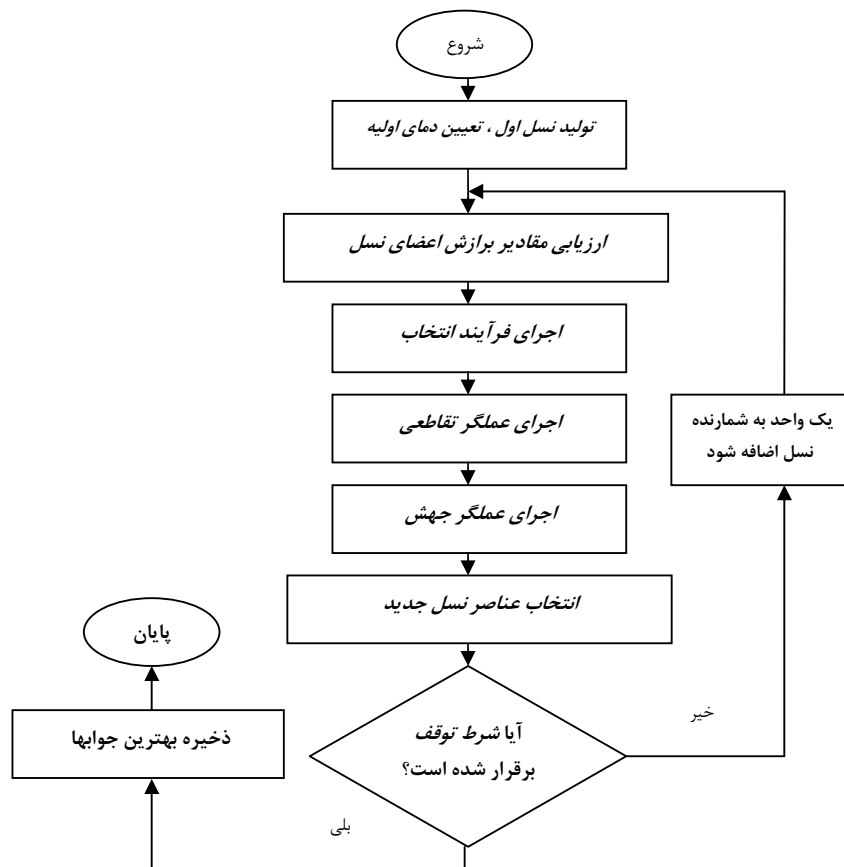 شروع
تولید نسل اول ، تعیین دمای اولیه
ارزیابی مقادیر برازش اعضای نسل
اجرای فرآیند انتخاب
اجرای عملگر تقاطعی
اجرای عملگر جهش
انتخاب عناصر نسل جدید
آیا شرط توقف
برقرار شده است؟
خیر
یک واحد به شمارنده
نسل اضافه شود
بلی
ذخیره بهترین جوابها
پایان